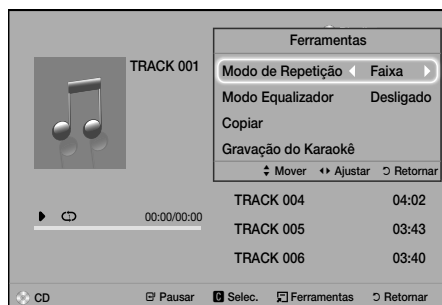 Ferramentas
TRACK 001
Modo de Repetição Faixa
Modo Equalizador Desligado
Copiar
Gravação do Karaokê
Mover Ajustar Retornar
TRACK 004 04:02
00:00/00:00
TRACK 005 03:43
TRACK 006 03:40
CD Pausar C Selec. Ferramentas Retornar